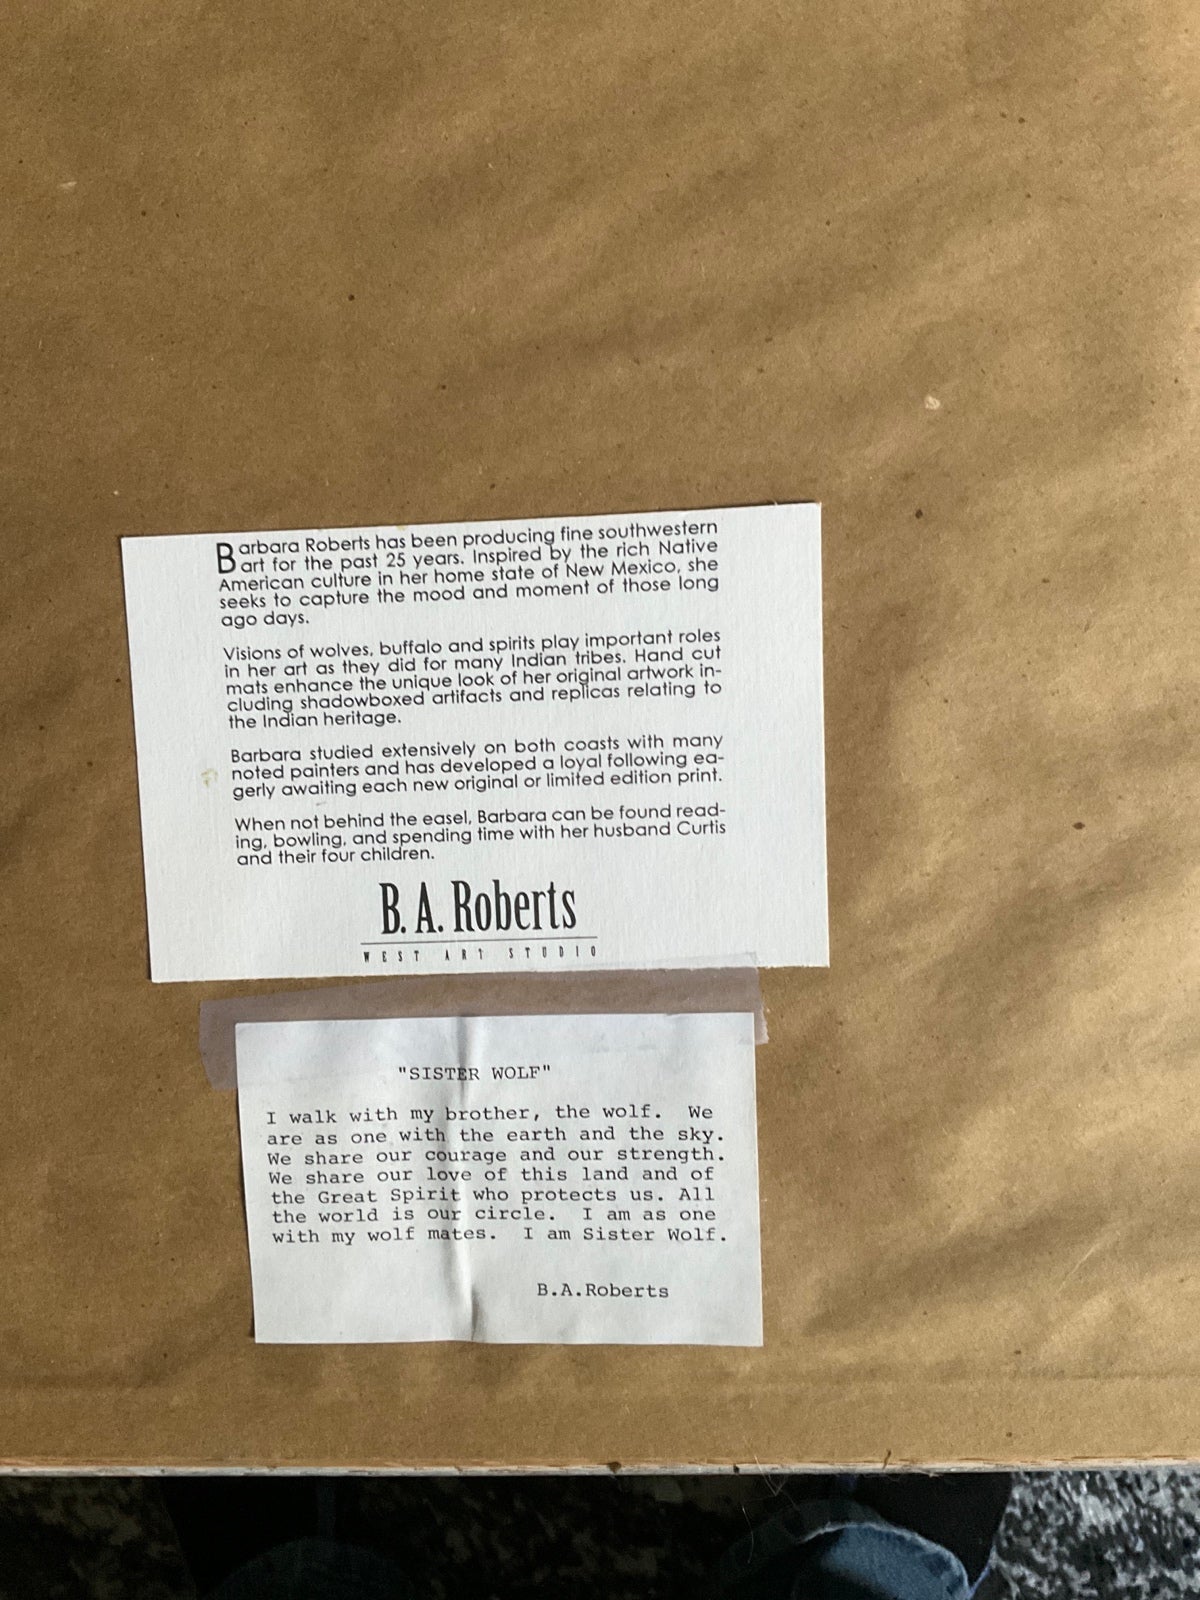 Barbara Roberts has been producing fine southwestern
art for the past 25 years. Inspired by the rich Native
American culture in her home state of New Mexico, she
seeks to capture the mood and moment of those long
ago days.
Visions of wolves, buffalo and spirits play important roles
in her art as they did for many Indian tribes. Hand cut
mats enhance the unique look of her original artwork in-
cluding shadowboxed artifacts and replicas relating to
the Indian heritage.
Barbara studied extensively on both coasts with many
noted painters and has developed a loyal following ea-
gerly awaiting each new original or limited edition print.
When not behind the easel, Barbara can be found read-
ing, bowling, and spending time with her husband Curtis
and their four children.
B. A. Roberts
WEST ART STUDIO
"SISTER WOLF"
I walk with my brother, the wolf. We
are as one with the earth and the sky.
We share our courage and our strength.
We share our love of this land and of
the Great Spirit who protects us. All
the world is our circle. I am as one
with my wolf mates. I am Sister Wolf.
B.A.Roberts